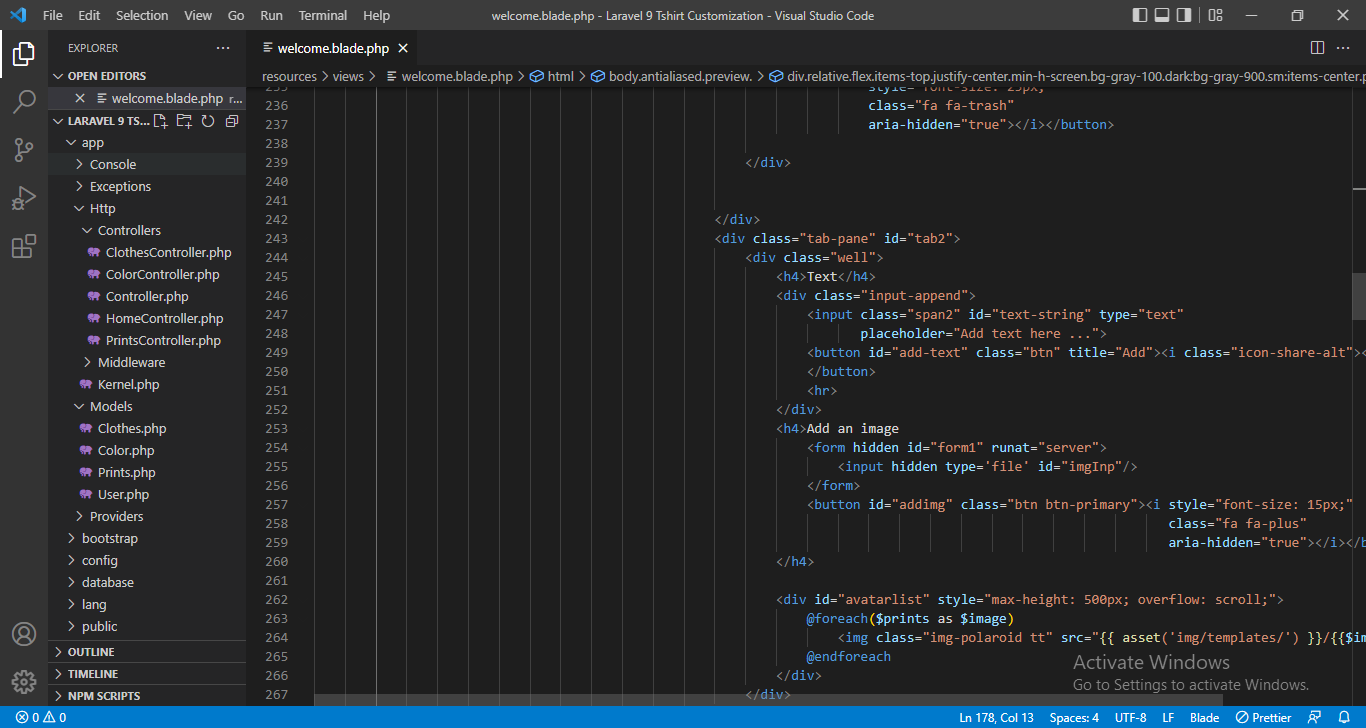 File Edit Selection View Go Run Terminal Help
welcome.blade.php - Laravel 9 Tshirt Customization - Visual Studio Code
EXPLORER
OPEN EDITORS
welcome.blade.php r...
LARAVEL 9 TS...
app
Console
Exceptions
Http
Controllers
ClothesController.php
ColorController.php
Controller.php
HomeController.php
PrintsController.php
Middleware
Kernel.php
Models
Clothes.php
Color.php
Prints.php
User.php
Providers
bootstrap
config
database
lang
public
OUTLINE
TIMELINE
NPM SCRIPTS
welcome.blade.php
resources > views > welcome.blade.php > html > body.antialiased.preview. > div.relative.flex.items-top.justify-center.min-h-screen.bg-gray-100.dark:bg-gray-900.sm:items-center.p
235 style="font-size: 25px;
236 class="fa fa-trash"
237 aria-hidden="true"></i></button>
238
239 </div>
240
241
242 </div>
243 <div class="tab-pane" id="tab2">
244 <div class="well">
245 <h4>Text</h4>
246 <div class="input-append">
247 <input class="span2" id="text-string" type="text"
248 placeholder="Add text here ...">
249 <button id="add-text" class="btn" title="Add"><i class="icon-share-alt"><
250 </button>
251 <hr>
252 </div>
253 <h4>Add an image
254 <form hidden id="form1" runat="server">
255 <input hidden type='file' id="imgInp"/>
256 </form>
257 <button id="addimg" class="btn btn-primary"><i style="font-size: 15px;"
258 class="fa fa-plus"
259 aria-hidden="true"></i></b
260 </h4>
261
262 <div id="avatarlist" style="max-height: 500px; overflow: scroll;">
263 @foreach($prints as $image)
264 <img class="img-polaroid tt" src="{{ asset('img/templates/') }}/{{$im
265 @endforeach
266 </div>
267 </div>
Activate Windows
Go to Settings to activate Windows.
0 0
Ln 178, Col 13 Spaces: 4 UTF-8 LF Blade Prettier